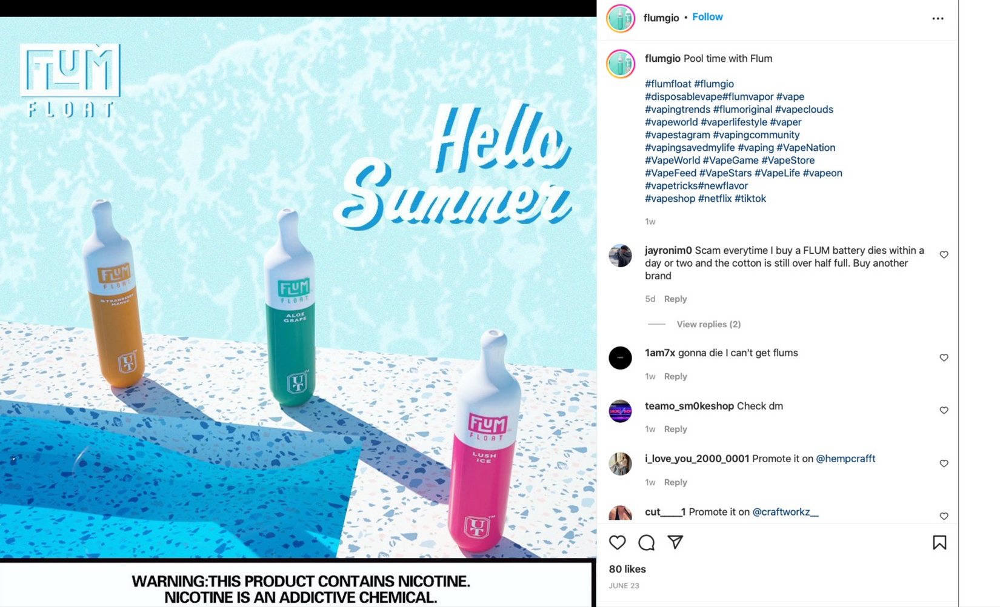 FLUM
FLOAT
Hello
Summer
FLUM
FLOAT
STRAWBERRY
MANGO
UT
FLUM
FLOAT
ALOE
GRAPE
UT™
FLUM
FLOAT
LUSH
ICE
UT™
WARNING:THIS PRODUCT CONTAINS NICOTINE.
NICOTINE IS AN ADDICTIVE CHEMICAL.
flumgio • Follow
flumgio Pool time with Flum
#flumfloat #flumgio
#disposablevape#flumvapor #vape
#vapingtrends #flumoriginal #vapeclouds
#vapeworld #vaperlifestyle #vaper
#vapestagram #vapingcommunity
#vapingsavedmylife #vaping #VapeNation
#VapeWorld #VapeGame #VapeStore
#VapeFeed #VapeStars #VapeLife #vapeon
#vapetricks#newflavor
#vapeshop #netflix #tiktok
1w
jayronim0 Scam everytime I buy a FLUM battery dies within a
day or two and the cotton is still over half full. Buy another
brand
5d Reply
View replies (2)
1am7x gonna die I can't get flums
1w Reply
teamo_sm0keshop Check dm
1w Reply
i_love_you_2000_0001 Promote it on @hempcrafft
1w Reply
cut____1 Promote it on @craftworkz__
80 likes
JUNE 23